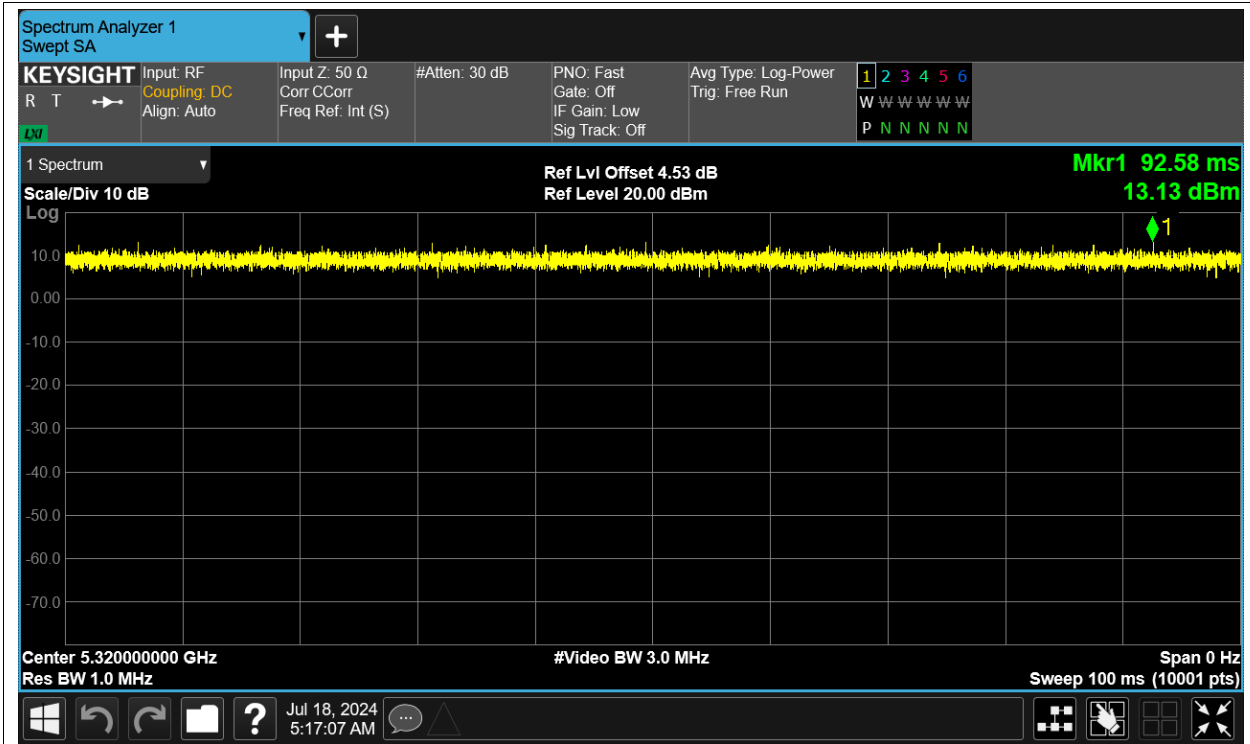 Spectrum Analyzer 1
Swept SA
KEYSIGHT
R T
LXI
Input: RF
Coupling: DC
Align: Auto
Input Z: 50 Ω
Corr CCorr
Freq Ref: Int (S)
#Atten: 30 dB
PNO: Fast
Gate: Off
IF Gain: Low
Sig Track: Off
Avg Type: Log-Power
Trig: Free Run
1 2 3 4 5 6
W W W W W W
P N N N N N
1 Spectrum
Scale/Div 10 dB
Log
Ref Lvl Offset 4.53 dB
Ref Level 20.00 dBm
Mkr1 92.58 ms
13.13 dBm
1
10.0
0.00
-10.0
-20.0
-30.0
-40.0
-50.0
-60.0
-70.0
Center 5.320000000 GHz
Res BW 1.0 MHz
#Video BW 3.0 MHz
Span 0 Hz
Sweep 100 ms (10001 pts)
?
Jul 18, 2024
5:17:07 AM